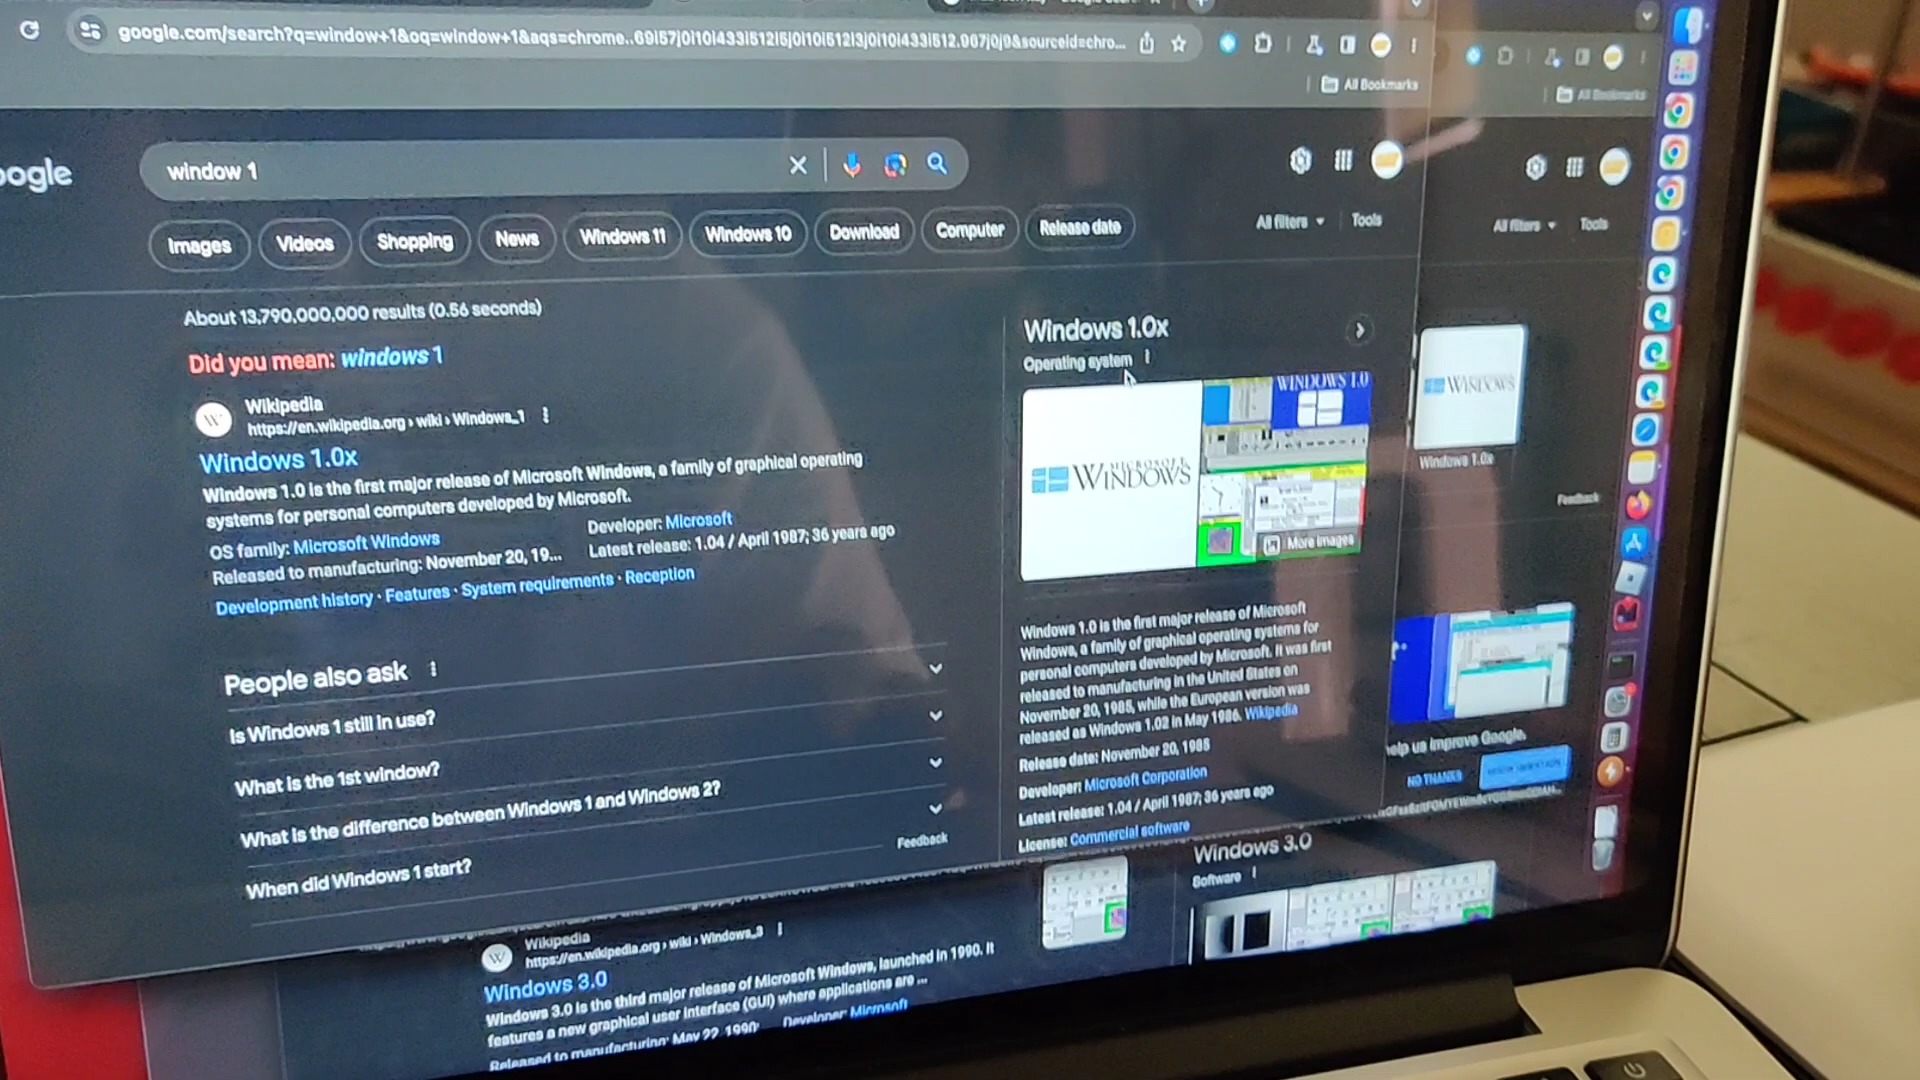 google.com/search?q=window+1&oq=window+1&aqs=chrome..69i57j0i10i433i512l5j0i10i512l3j0i10i433i512.967j0j9&sourceid=chro...
All Bookmarks
All Bookmarks
oogle
window 1
Images
Videos
Shopping
News
Windows 11
Windows 10
Download
Computer
Release date
All filters
Tools
All filters
Tools
About 13,790,000,000 results (0.56 seconds)
Did you mean: windows 1
Wikipedia
https://en.wikipedia.org › wiki › Windows_1
Windows 1.0x
Windows 1.0 is the first major release of Microsoft Windows, a family of graphical operating
systems for personal computers developed by Microsoft.
OS family: Microsoft Windows
Developer: Microsoft
Released to manufacturing: November 20, 19...
Latest release: 1.04 / April 1987; 36 years ago
Development history · Features · System requirements · Reception
People also ask
Is Windows 1 still in use?
What is the 1st window?
What is the difference between Windows 1 and Windows 2?
When did Windows 1 start?
Feedback
Windows 1.0x
Operating system
MICROSOFT
WINDOWS
WINDOWS 1.0
More images
Windows 1.0 is the first major release of Microsoft
Windows, a family of graphical operating systems for
personal computers developed by Microsoft. It was first
released to manufacturing in the United States on
November 20, 1985, while the European version was
released as Windows 1.02 in May 1986. Wikipedia
Release date: November 20, 1985
Developer: Microsoft Corporation
Latest release: 1.04 / April 1987; 36 years ago
License: Commercial software
WINDOWS
Windows 1.0x
Feedback
help us improve Google.
NO THANKS
Wikipedia
https://en.wikipedia.org › wiki › Windows_3
Windows 3.0
Windows 3.0 is the third major release of Microsoft Windows, launched in 1990. It
features a new graphical user interface (GUI) where applications are ...
Released to manufacturing: May 22, 1990;
Developer: Microsoft
Windows 3.0
Software